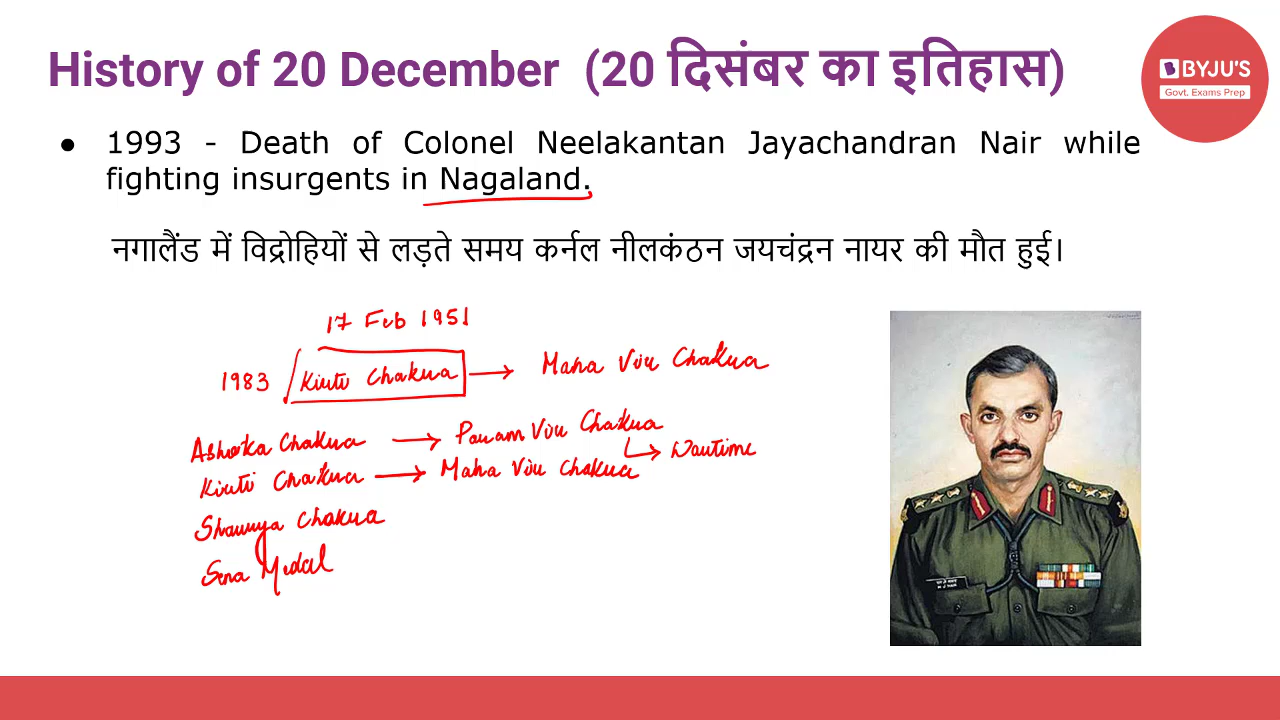 History of 20 December (20 दिसंबर का इतिहास)
BYJU'S
Govt. Exams Prep
● 1993 - Death of Colonel Neelakantan Jayachandran Nair while
fighting insurgents in Nagaland.
नगालैंड में विद्रोहियों से लड़ते समय कर्नल नीलकंठन जयचंद्रन नायर की मौत हुई।
17 Feb 1951
1983 Kirti Chakra → Maha Vir Chakra
Ashoka Chakra → Param Vir Chakra
↳ Wartime
Kirti Chakra → Maha Vir Chakra
Shaurya Chakra
Sena Medal